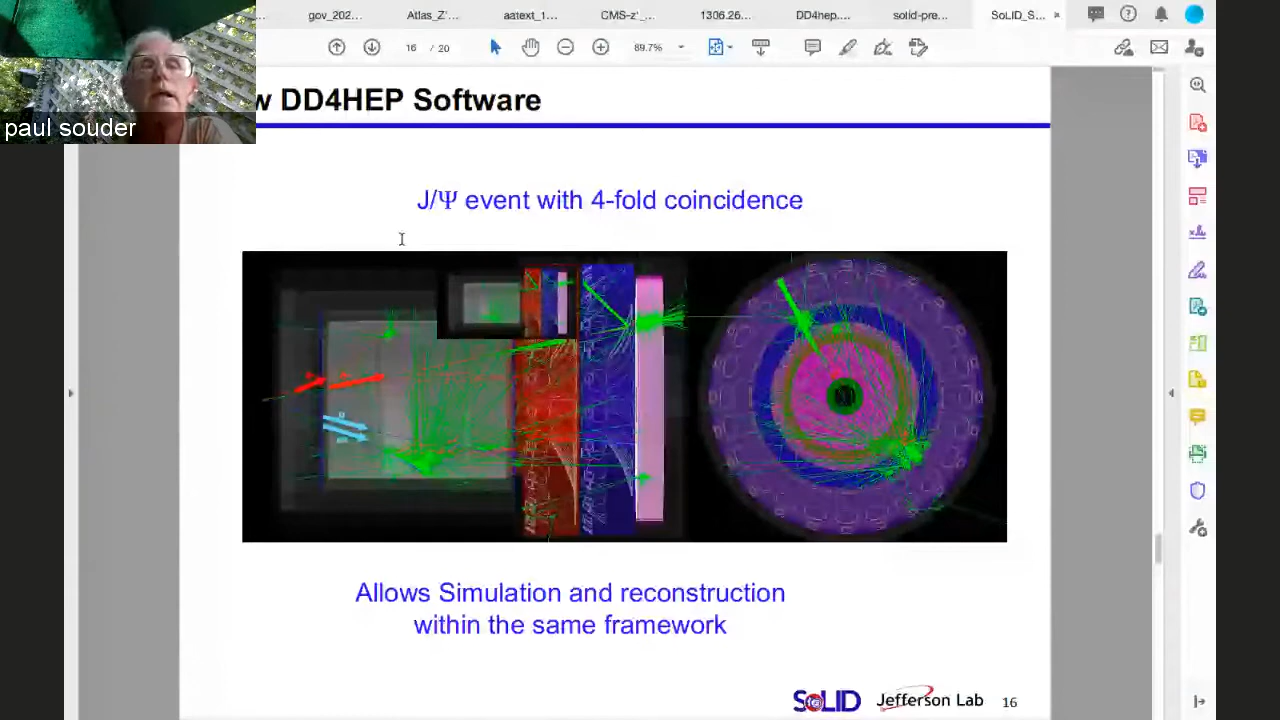 gov_202...
Atlas_Z'...
aatext_1...
CMS-z'_...
1306.26...
DD4hep....
solid-pre...
SoLID_S...
16 / 20
89.7%
paul souder
w DD4HEP Software
J/Ψ event with 4-fold coincidence
Allows Simulation and reconstruction
within the same framework
SoLID
Jefferson Lab
16